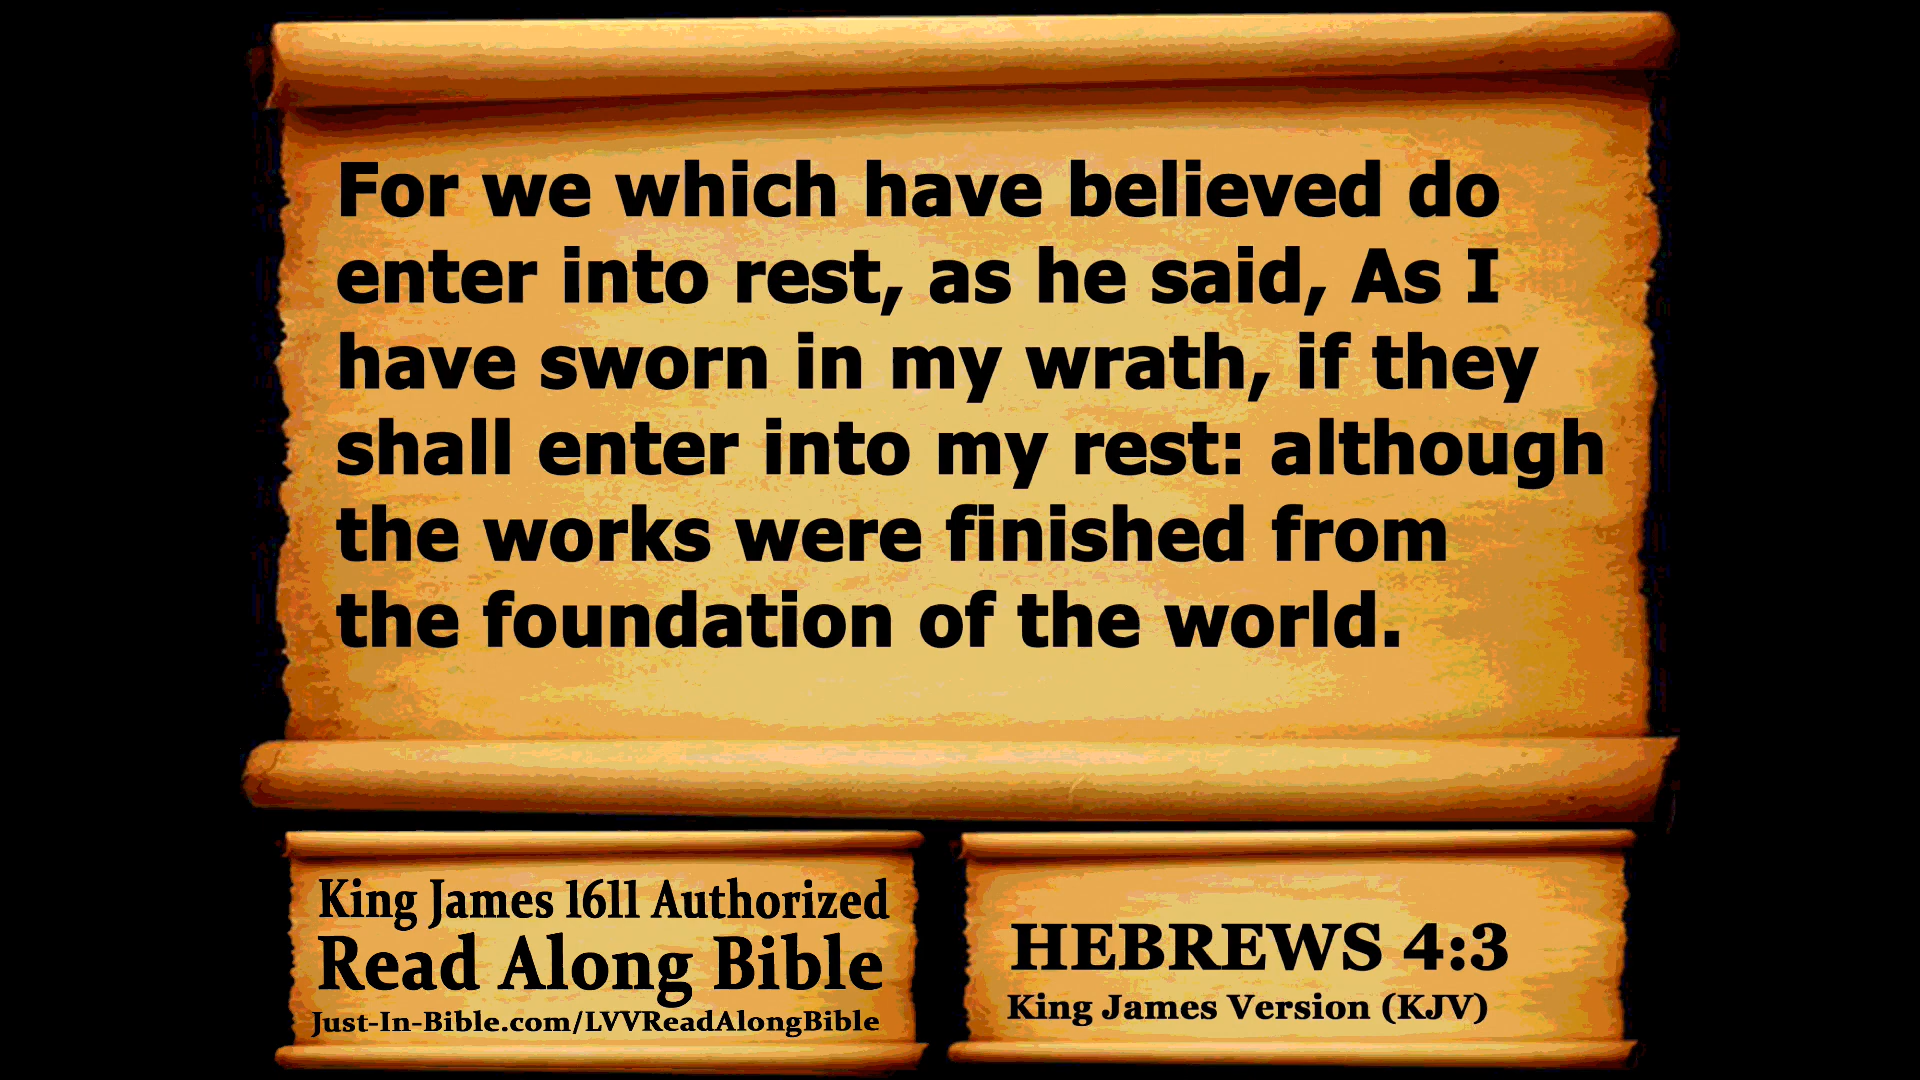 For we which have believed do
enter into rest, as he said, As I
have sworn in my wrath, if they
shall enter into my rest: although
the works were finished from
the foundation of the world.
King James 1611 Authorized
Read Along Bible
Just-In-Bible.com/LVVReadAlongBible
HEBREWS 4:3
King James Version (KJV)